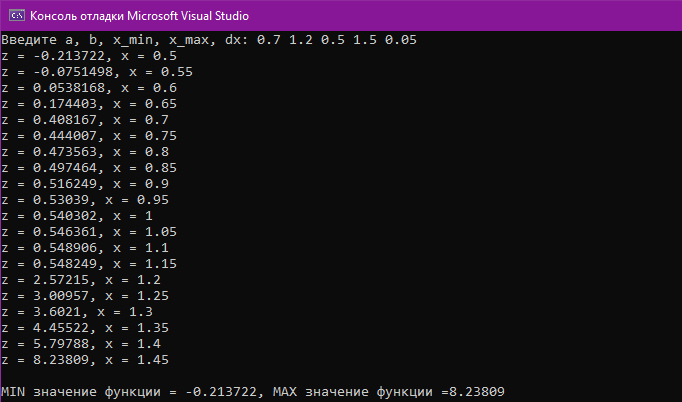 Консоль отладки Microsoft Visual Studio
Введите a, b, x_min, x_max, dx: 0.7 1.2 0.5 1.5 0.05
z = -0.213722, x = 0.5
z = -0.0751498, x = 0.55
z = 0.0538168, x = 0.6
z = 0.174403, x = 0.65
z = 0.408167, x = 0.7
z = 0.444007, x = 0.75
z = 0.473563, x = 0.8
z = 0.497464, x = 0.85
z = 0.516249, x = 0.9
z = 0.53039, x = 0.95
z = 0.540302, x = 1
z = 0.546361, x = 1.05
z = 0.548906, x = 1.1
z = 0.548249, x = 1.15
z = 2.57215, x = 1.2
z = 3.00957, x = 1.25
z = 3.6021, x = 1.3
z = 4.45522, x = 1.35
z = 5.79788, x = 1.4
z = 8.23809, x = 1.45
MIN значение функции = -0.213722, MAX значение функции =8.23809